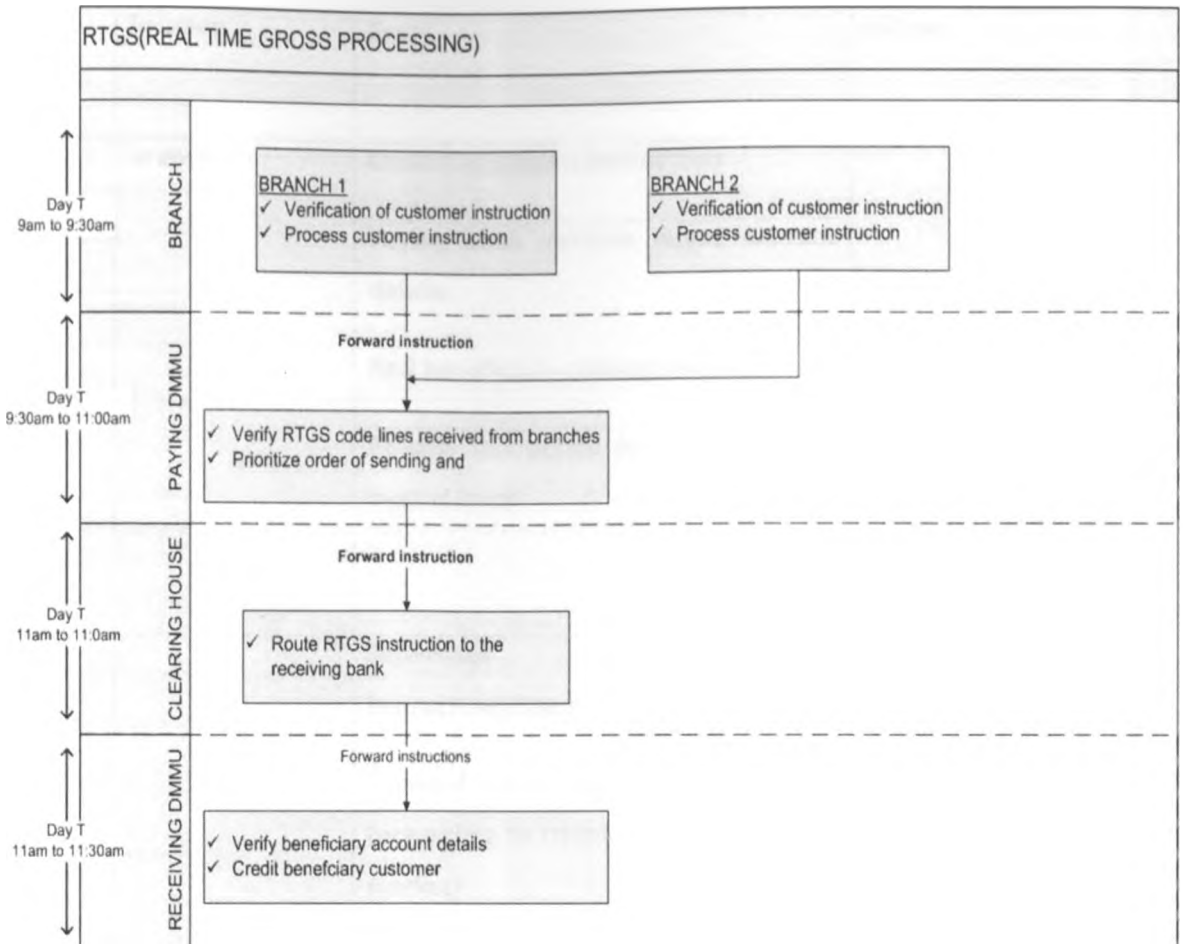 RTGS(REAL TIME GROSS PROCESSING)
Day T
9am to 9:30am
BRANCH
BRANCH 1
✓ Verification of customer instruction
✓ Process customer instruction
BRANCH 2
✓ Verification of customer instruction
✓ Process customer instruction
Day T
9:30am to 11:00am
PAYING DMMU
Forward instruction
✓ Verify RTGS code lines received from branches
✓ Prioritize order of sending and
Day T
11am to 11:0am
CLEARING HOUSE
Forward instruction
✓ Route RTGS instruction to the
receiving bank
Day T
11am to 11:30am
RECEIVING DMMU
Forward instructions
✓ Verify beneficiary account details
✓ Credit benefciary customer